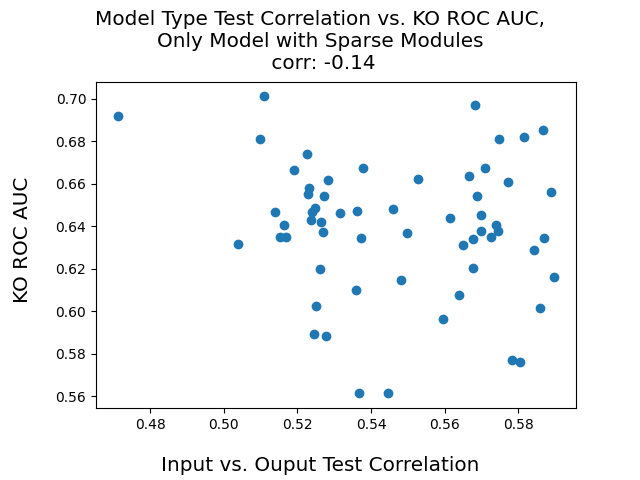 Model Type Test Correlation vs. KO ROC AUC,
Only Model with Sparse Modules
corr: -0.14
KO ROC AUC
0.70
0.68
0.66
0.64
0.62
0.60
0.58
0.56
0.48 0.50 0.52 0.54 0.56 0.58
Input vs. Ouput Test Correlation